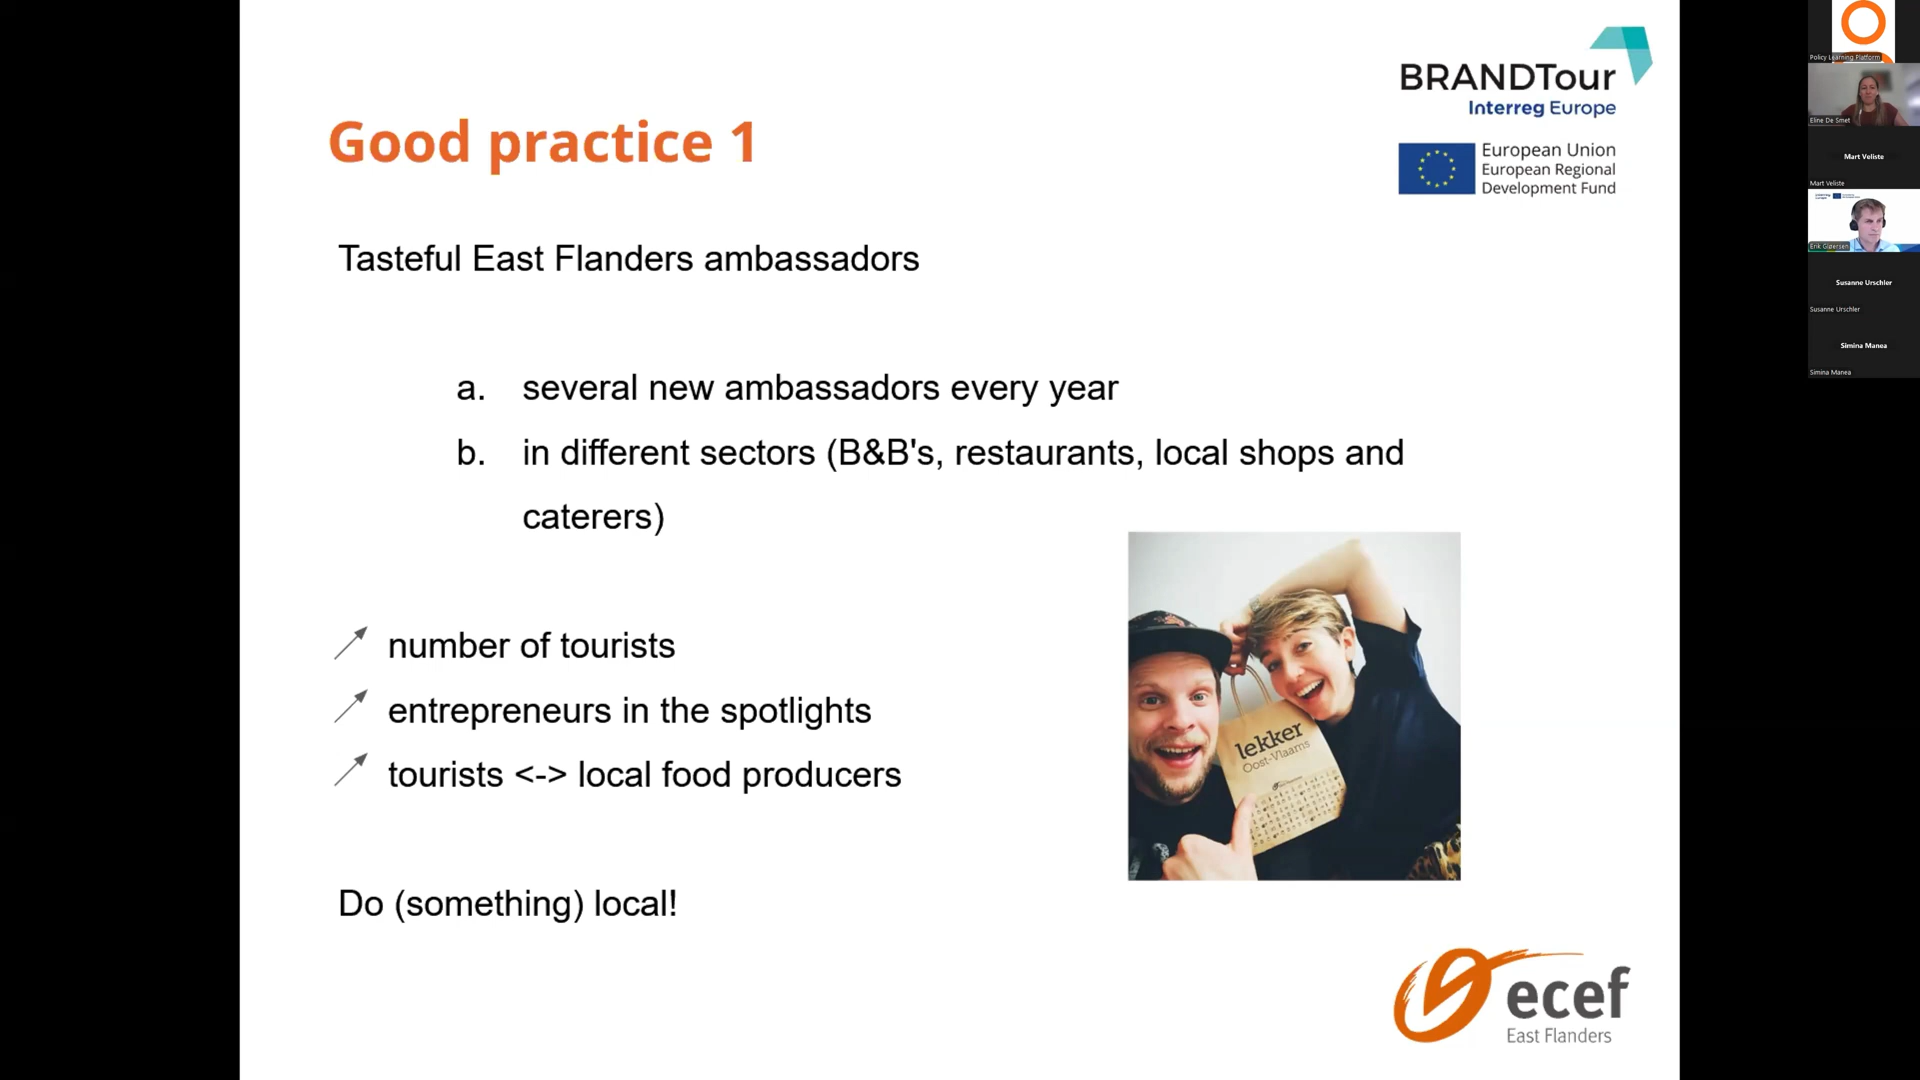 BRANDTour
Interreg Europe
European Union
European Regional
Development Fund
Good practice 1
Tasteful East Flanders ambassadors
a. several new ambassadors every year
b. in different sectors (B&B's, restaurants, local shops and
caterers)
number of tourists
entrepreneurs in the spotlights
tourists <-> local food producers
Do (something) local!
lekker
Oost-Vlaams
ecef
East Flanders
Policy Learning Platform
Eline De Smet
Mart Veliste
Mart Veliste
Erik Gløersen
Susanne Urschler
Susanne Urschler
Simina Manea
Simina Manea